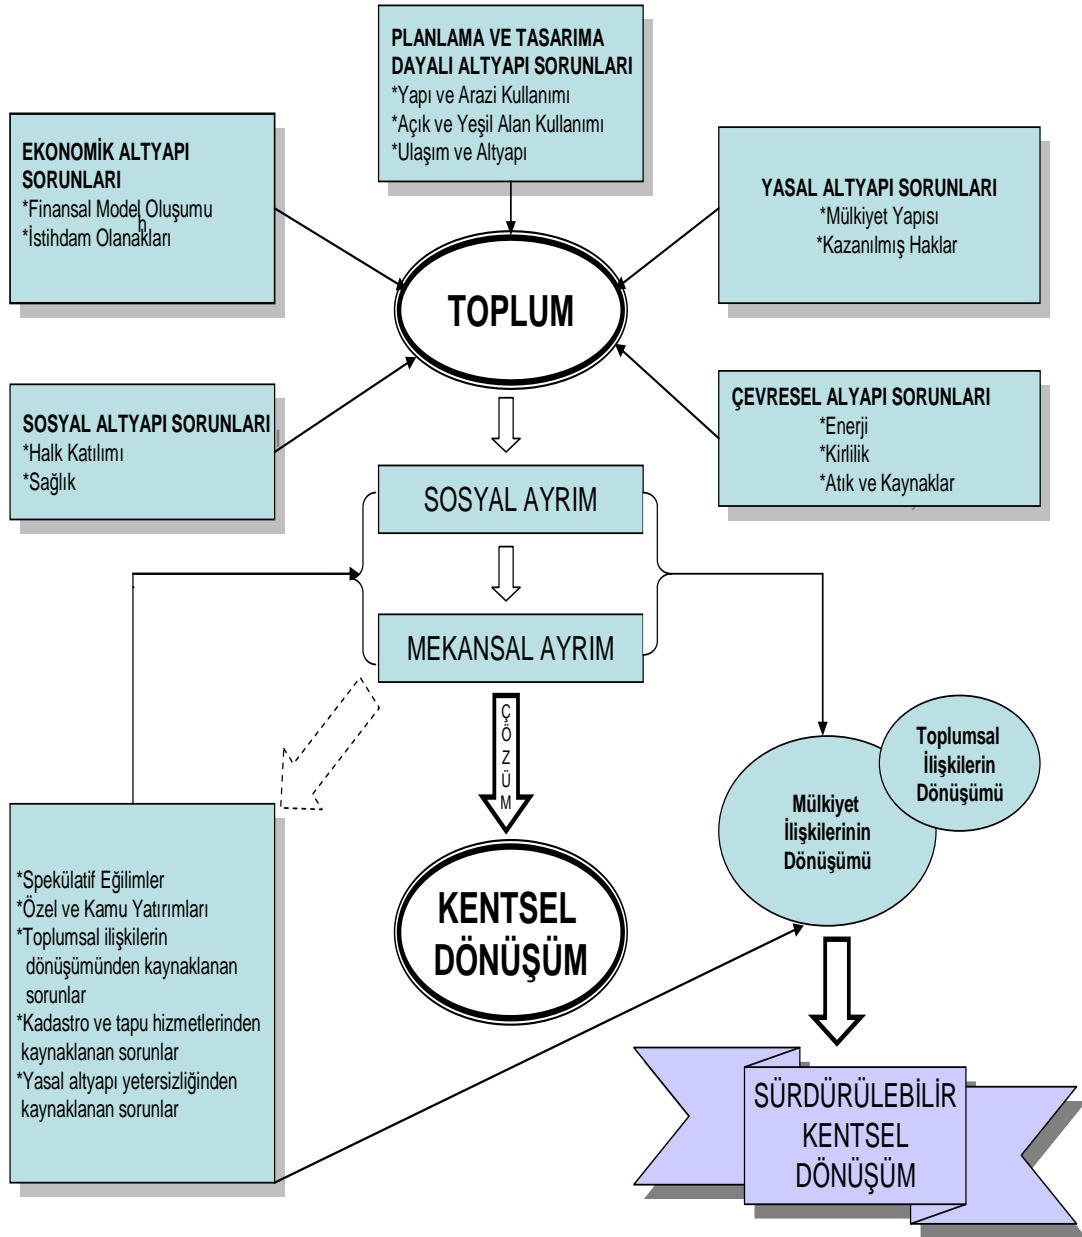 PLANLAMA VE TASARIMA
DAYALI ALTYAPI SORUNLARI
*Yapı ve Arazi Kullanımı
*Açık ve Yeşil Alan Kullanımı
*Ulaşım ve Altyapı
EKONOMİK ALTYAPI
SORUNLARI
*Finansal Model Oluşumu
h
*İstihdam Olanakları
YASAL ALTYAPI SORUNLARI
*Mülkiyet Yapısı
*Kazanılmış Haklar
TOPLUM
SOSYAL ALTYAPI SORUNLARI
*Halk Katılımı
*Sağlık
ÇEVRESEL ALYAPI SORUNLARI
*Enerji
*Kirlilik
*Atık ve Kaynaklar
SOSYAL AYRIM
MEKANSAL AYRIM
ÇÖZÜM
Toplumsal
İlişkilerin
Dönüşümü
Mülkiyet
İlişkilerinin
Dönüşümü
*Spekülatif Eğilimler
*Özel ve Kamu Yatırımları
*Toplumsal ilişkilerin
dönüşümünden kaynaklanan
sorunlar
*Kadastro ve tapu hizmetlerinden
kaynaklanan sorunlar
*Yasal altyapı yetersizliğinden
kaynaklanan sorunlar
KENTSEL
DÖNÜŞÜM
SÜRDÜRÜLEBİLİR
KENTSEL
DÖNÜŞÜM